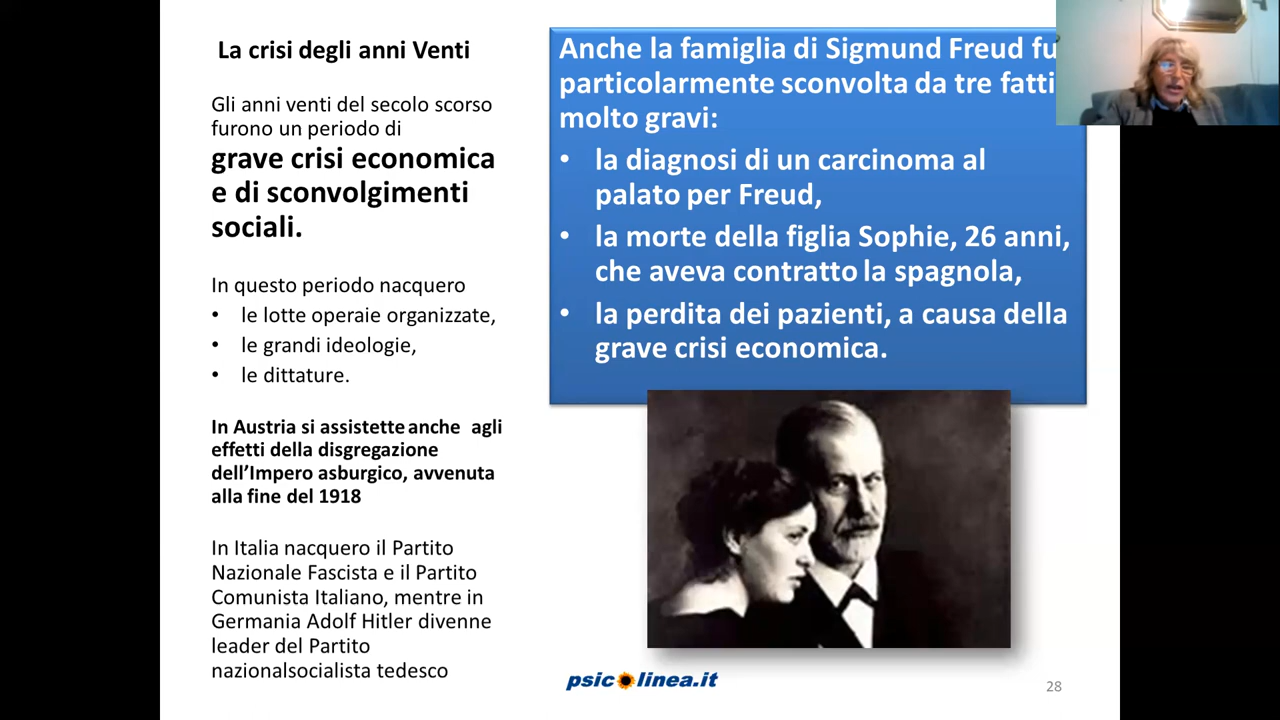 La crisi degli anni Venti
Gli anni venti del secolo scorso
furono un periodo di
grave crisi economica
e di sconvolgimenti
sociali.
In questo periodo nacquero
• le lotte operaie organizzate,
• le grandi ideologie,
• le dittature.
In Austria si assistette anche agli
effetti della disgregazione
dell'Impero asburgico, avvenuta
alla fine del 1918
In Italia nacquero il Partito
Nazionale Fascista e il Partito
Comunista Italiano, mentre in
Germania Adolf Hitler divenne
leader del Partito
nazionalsocialista tedesco
Anche la famiglia di Sigmund Freud fu
particolarmente sconvolta da tre fatti
molto gravi:
• la diagnosi di un carcinoma al
palato per Freud,
• la morte della figlia Sophie, 26 anni,
che aveva contratto la spagnola,
• la perdita dei pazienti, a causa della
grave crisi economica.
psicolinea.it
28